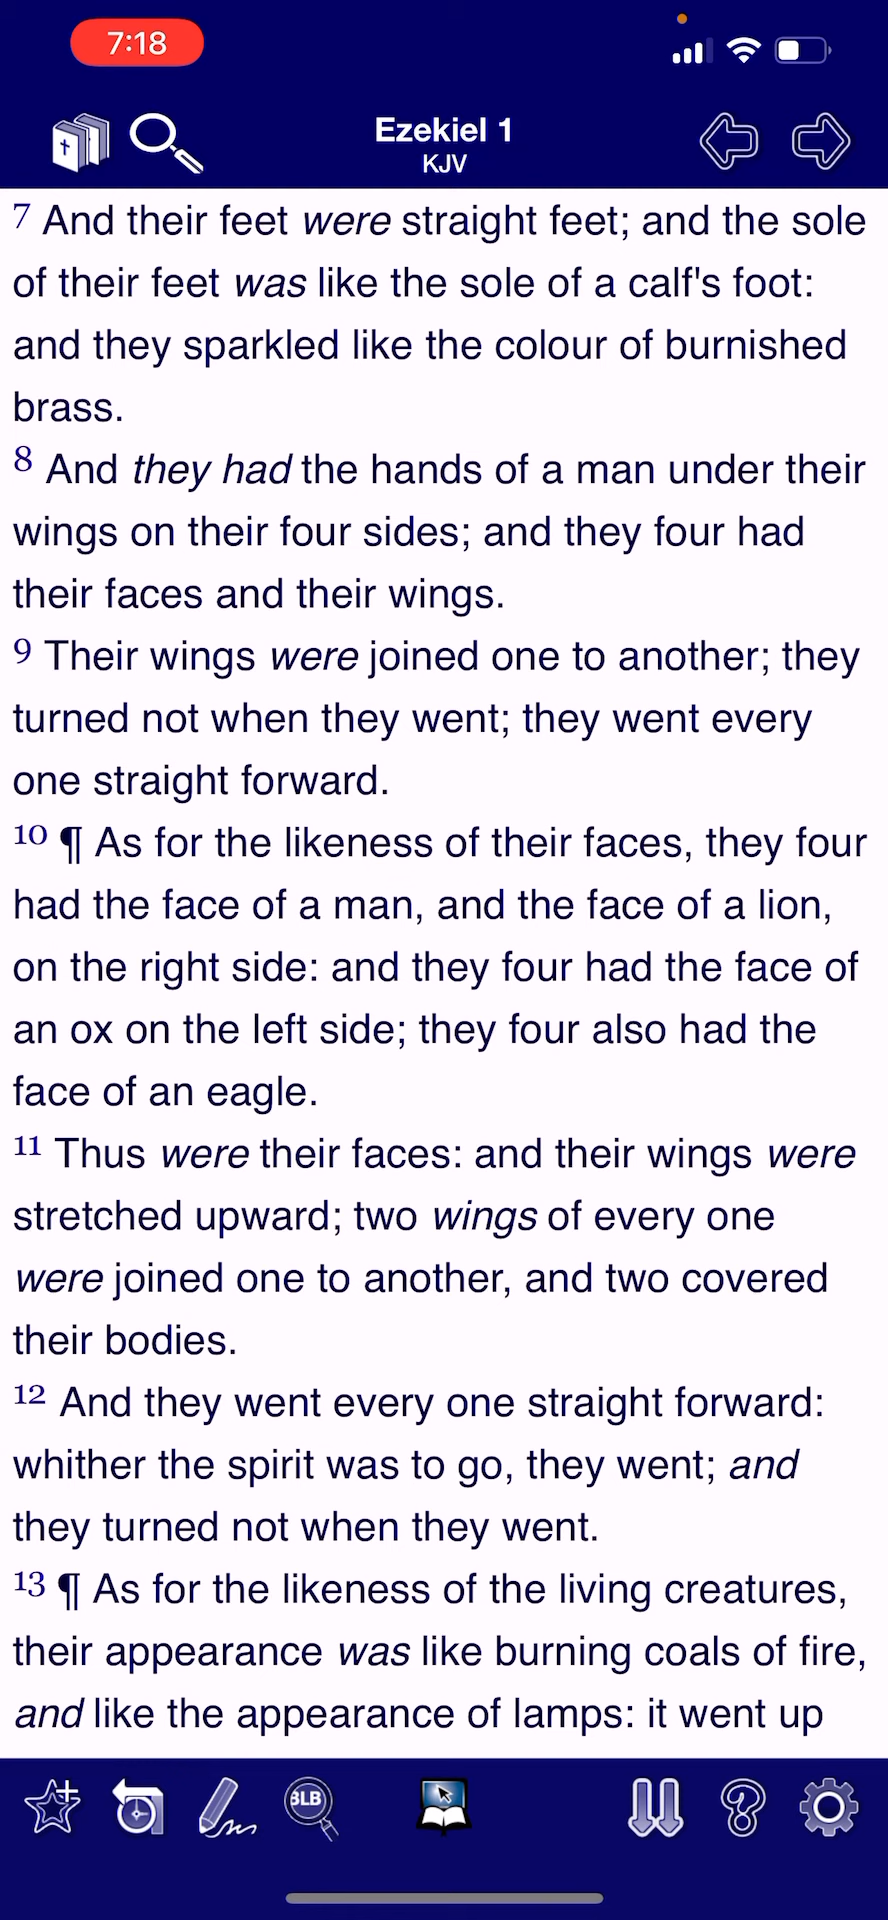 7:18
Ezekiel 1
KJV
7 And their feet were straight feet; and the sole
of their feet was like the sole of a calf's foot:
and they sparkled like the colour of burnished
brass.
8 And they had the hands of a man under their
wings on their four sides; and they four had
their faces and their wings.
9 Their wings were joined one to another; they
turned not when they went; they went every
one straight forward.
10 ¶ As for the likeness of their faces, they four
had the face of a man, and the face of a lion,
on the right side: and they four had the face of
an ox on the left side; they four also had the
face of an eagle.
11 Thus were their faces: and their wings were
stretched upward; two wings of every one
were joined one to another, and two covered
their bodies.
12 And they went every one straight forward:
whither the spirit was to go, they went; and
they turned not when they went.
13 ¶ As for the likeness of the living creatures,
their appearance was like burning coals of fire,
and like the appearance of lamps: it went up
BLB